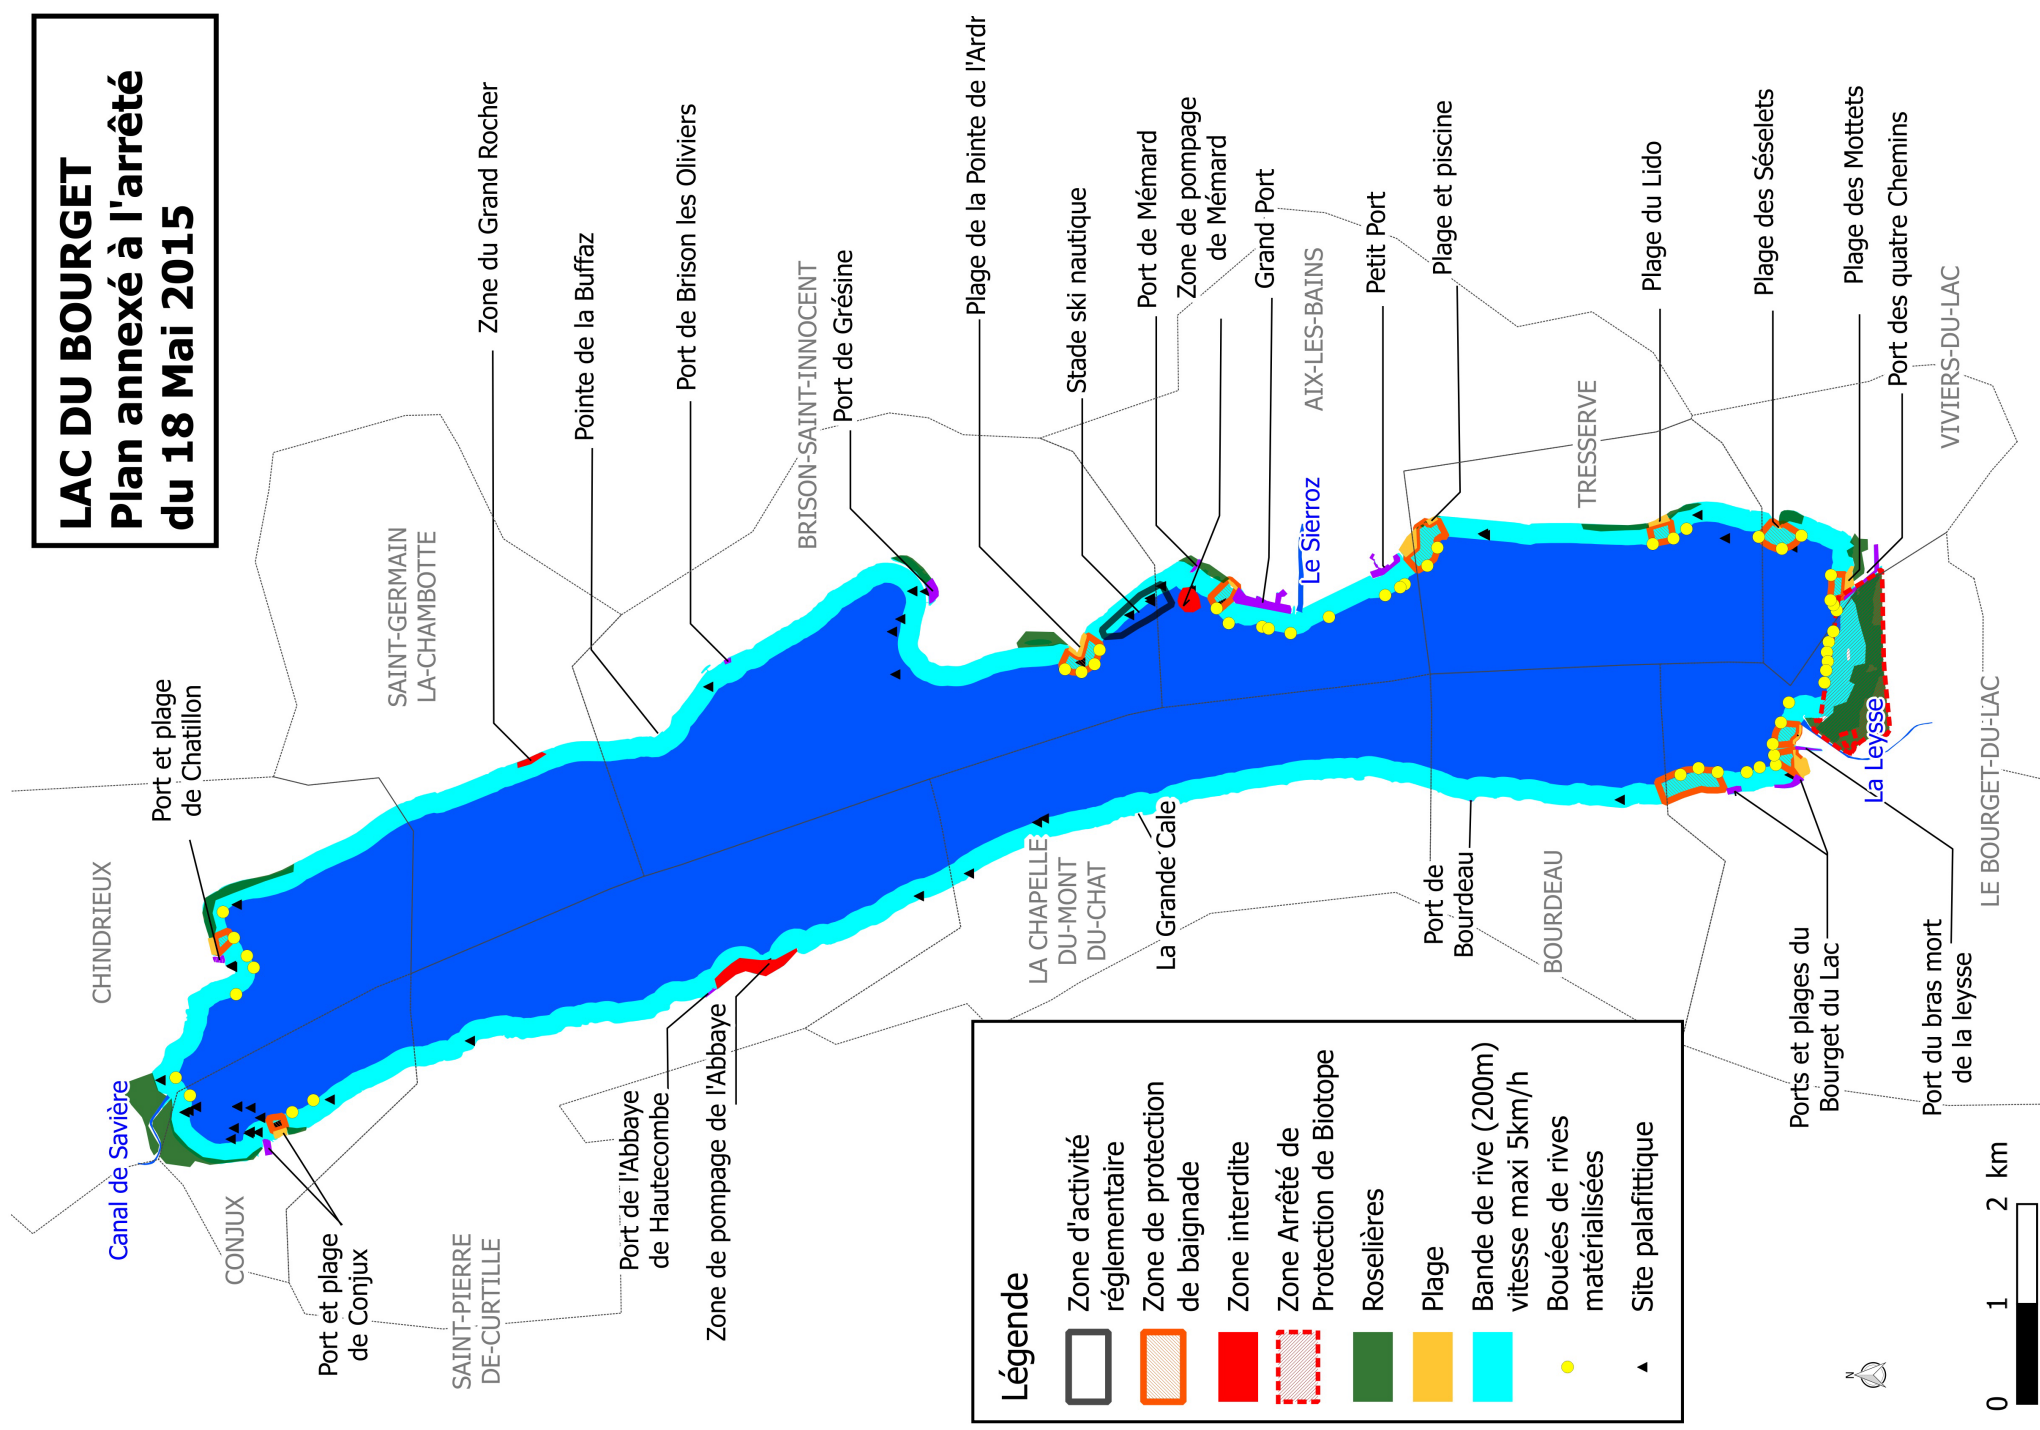 LAC DU BOURGET
Plan annexé à l'arrêté
du 18 Mai 2015
Zone du Grand Rocher
Pointe de la Buffaz
Port de Brison les Oliviers
BRISON-SAINT-INNOCENT
Port de Grésine
Plage de la Pointe de l'Ardr
Stade ski nautique
Port de Mémard
Zone de pompage
de Mémard
Grand Port
AIX-LES-BAINS
Petit Port
Plage et piscine
TRESSERVE
Plage du Lido
Plage des Séselets
Plage des Mottets
Port des quatre Chemins
VIVIERS-DU-LAC
Le Sierroz
SAINT-GERMAIN
LA-CHAMBOTTE
Port et plage
de Chatillon
CHINDRIEUX
Canal de Savière
CONJUX
Port et plage
de Conjux
SAINT-PIERRE
DE-CURTILLE
Port de l'Abbaye
de Hautecombe
Zone de pompage de l'Abbaye
LA CHAPELLE
DU-MONT
DU-CHAT
La Grande Cale
Port de
Bourdeau
BOURDEAU
La Leysse
LE BOURGET-DU-LAC
Ports et plages du
Bourget du Lac
Port du bras mort
de la leysse
Légende
Zone d'activité
réglementaire
Zone de protection
de baignade
Zone interdite
Zone Arrêté de
Protection de Biotope
Roselières
Plage
Bande de rive (200m)
vitesse maxi 5km/h
Bouées de rives
matérialisées
Site palafittique
N
0 1 2 km